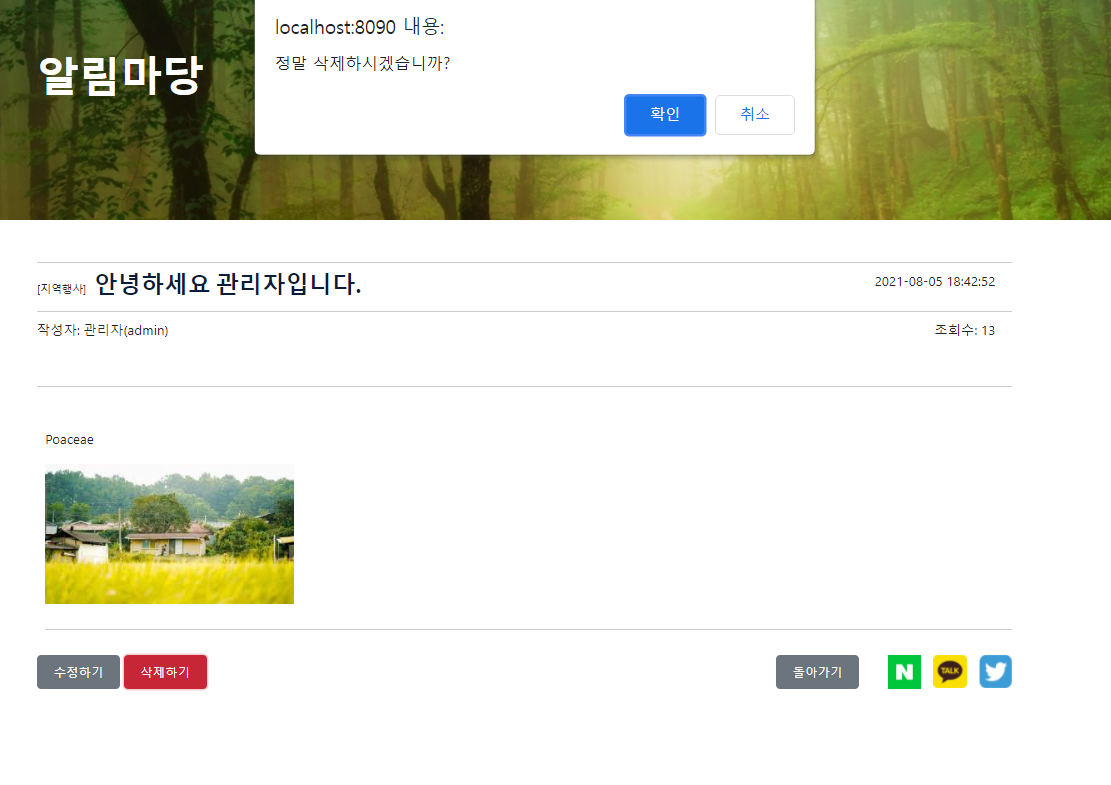 localhost:8090 내용:
정말 삭제하시겠습니까?
확인 취소
알림마당
[지역행사] 안녕하세요 관리자입니다. 2021-08-05 18:42:52
작성자: 관리자(admin) 조회수: 13
Poaceae
수정하기 삭제하기 돌아가기 N TALK